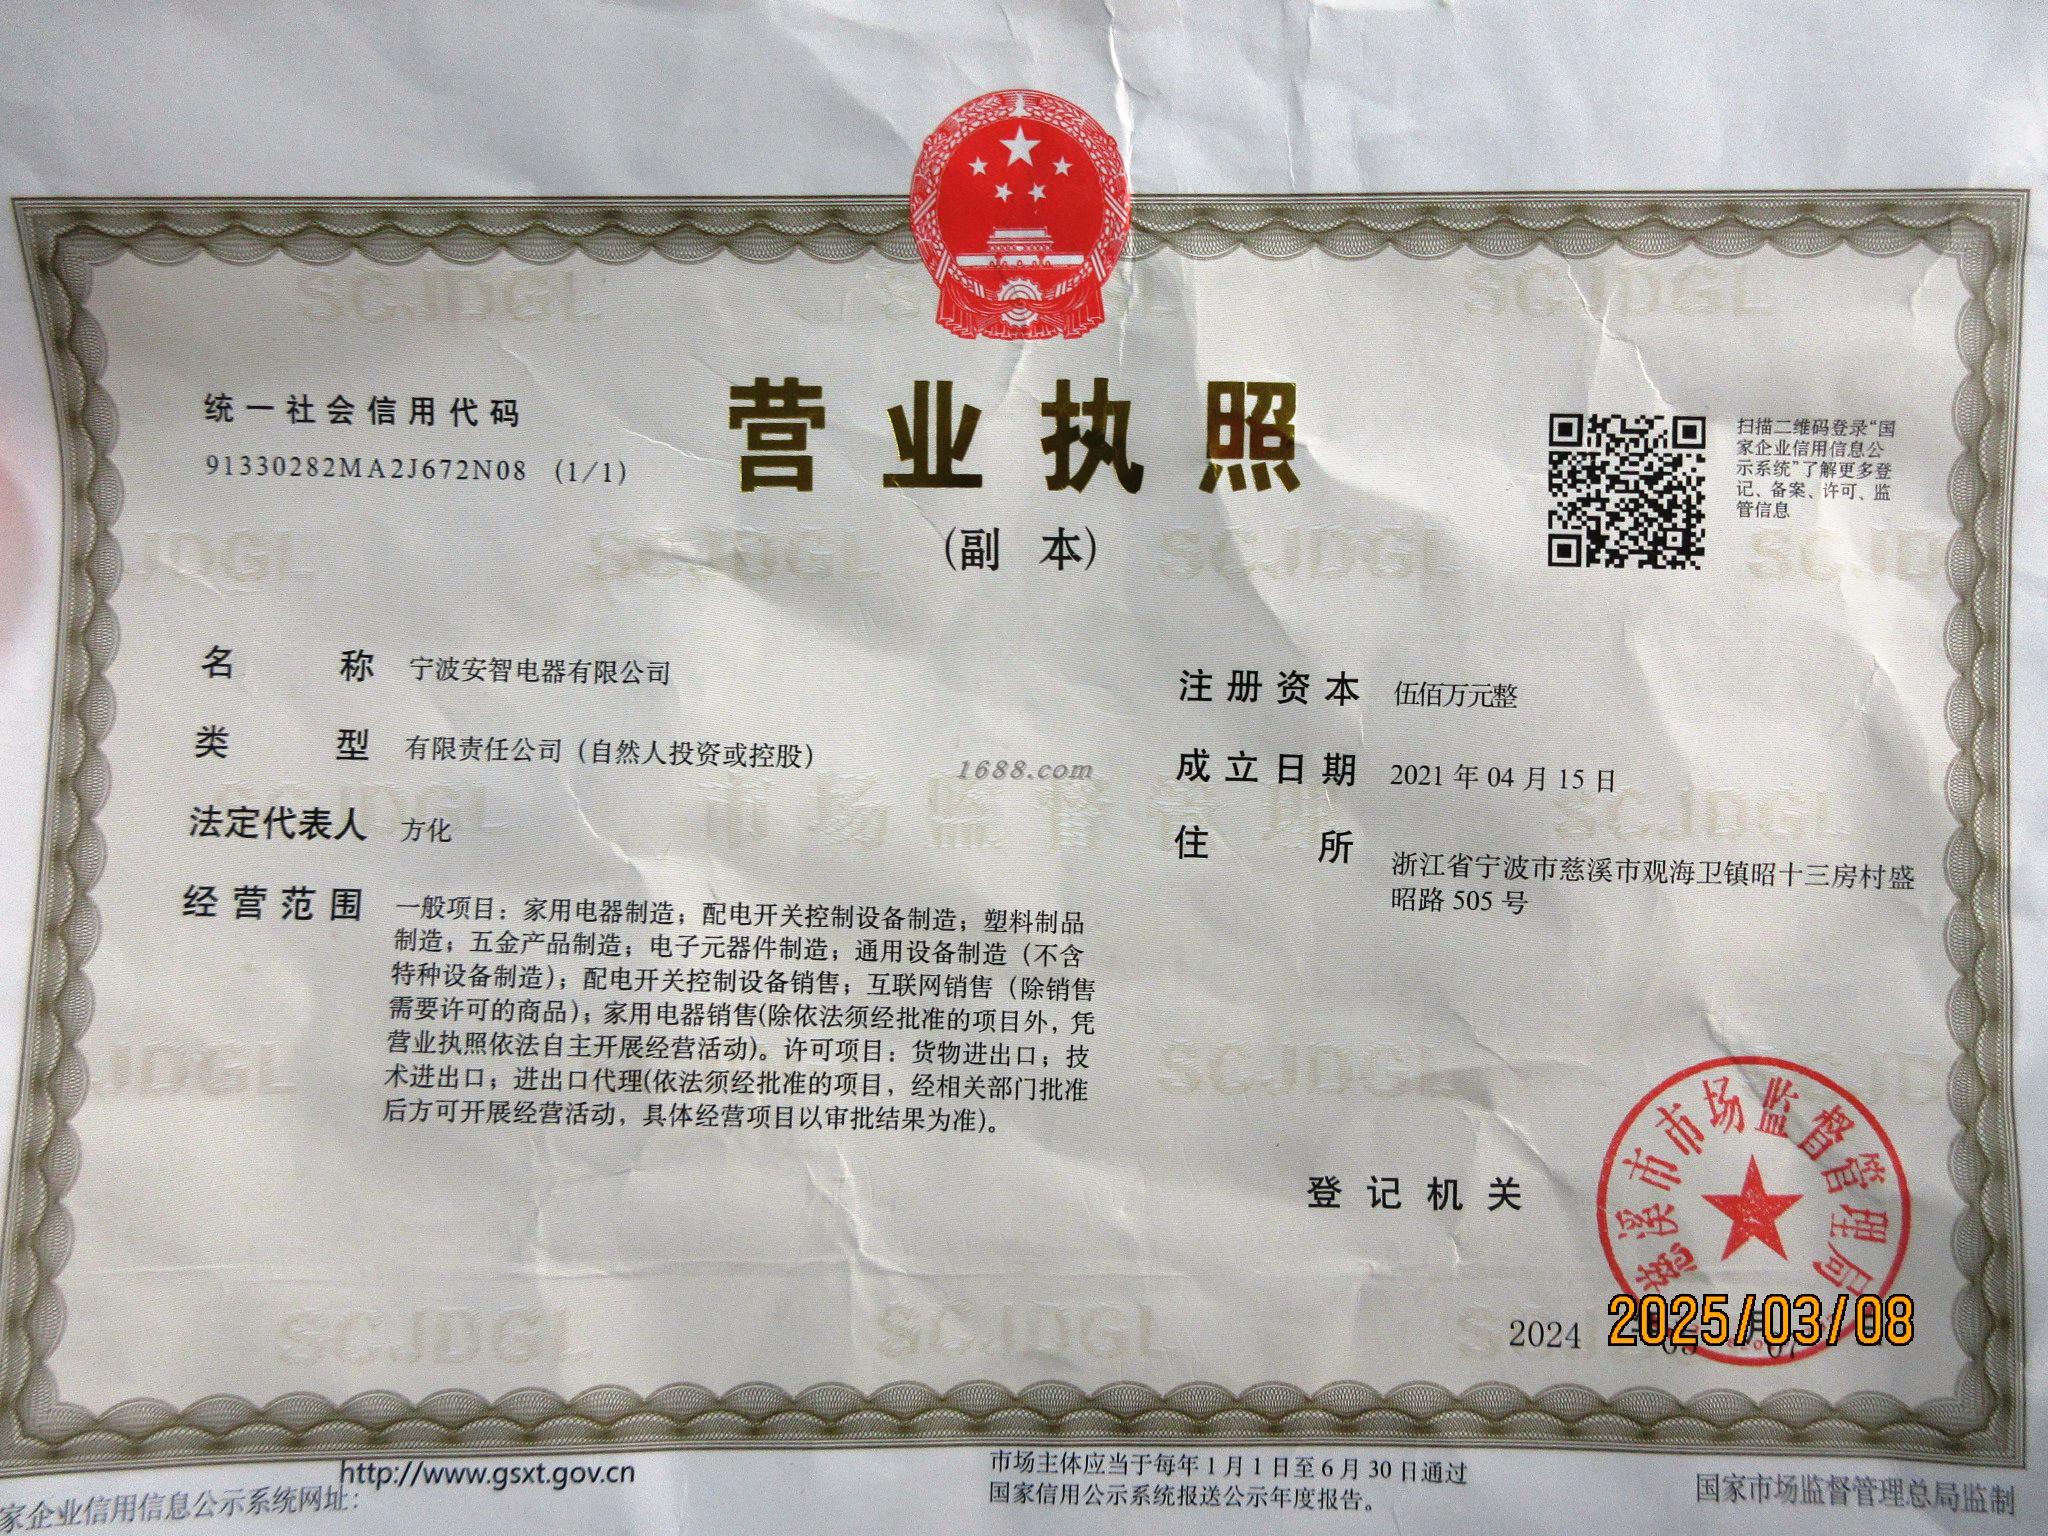 统一社会信用代码
91330282MA2J672N08 (1/1)
营业执照
(副 本)
扫描二维码登录“国
家企业信用信息公
示系统”了解更多登
记、备案、许可、监
管信息
名 称 宁波安智电器有限公司
类 型 有限责任公司（自然人投资或控股）
法定代表人 方化
经营范围 一般项目：家用电器制造；配电开关控制设备制造；塑料制品
制造；五金产品制造；电子元器件制造；通用设备制造（不含
特种设备制造）；配电开关控制设备销售；互联网销售（除销售
需要许可的商品）；家用电器销售(除依法须经批准的项目外，凭
营业执照依法自主开展经营活动)。许可项目：货物进出口；技
术进出口；进出口代理(依法须经批准的项目，经相关部门批准
后方可开展经营活动，具体经营项目以审批结果为准)。
注册资本 伍佰万元整
成立日期 2021 年 04 月 15 日
住 所 浙江省宁波市慈溪市观海卫镇昭十三房村盛
昭路 505 号
1688.com
SCJDGL
市场监督管理
登记机关
慈溪市市场监督管理局
2024
月
2025/03/08
家企业信用信息公示系统网址：
http://www.gsxt.gov.cn
市场主体应当于每年 1 月 1 日至 6 月 30 日通过
国家信用公示系统报送公示年度报告。
国家市场监督管理总局监制